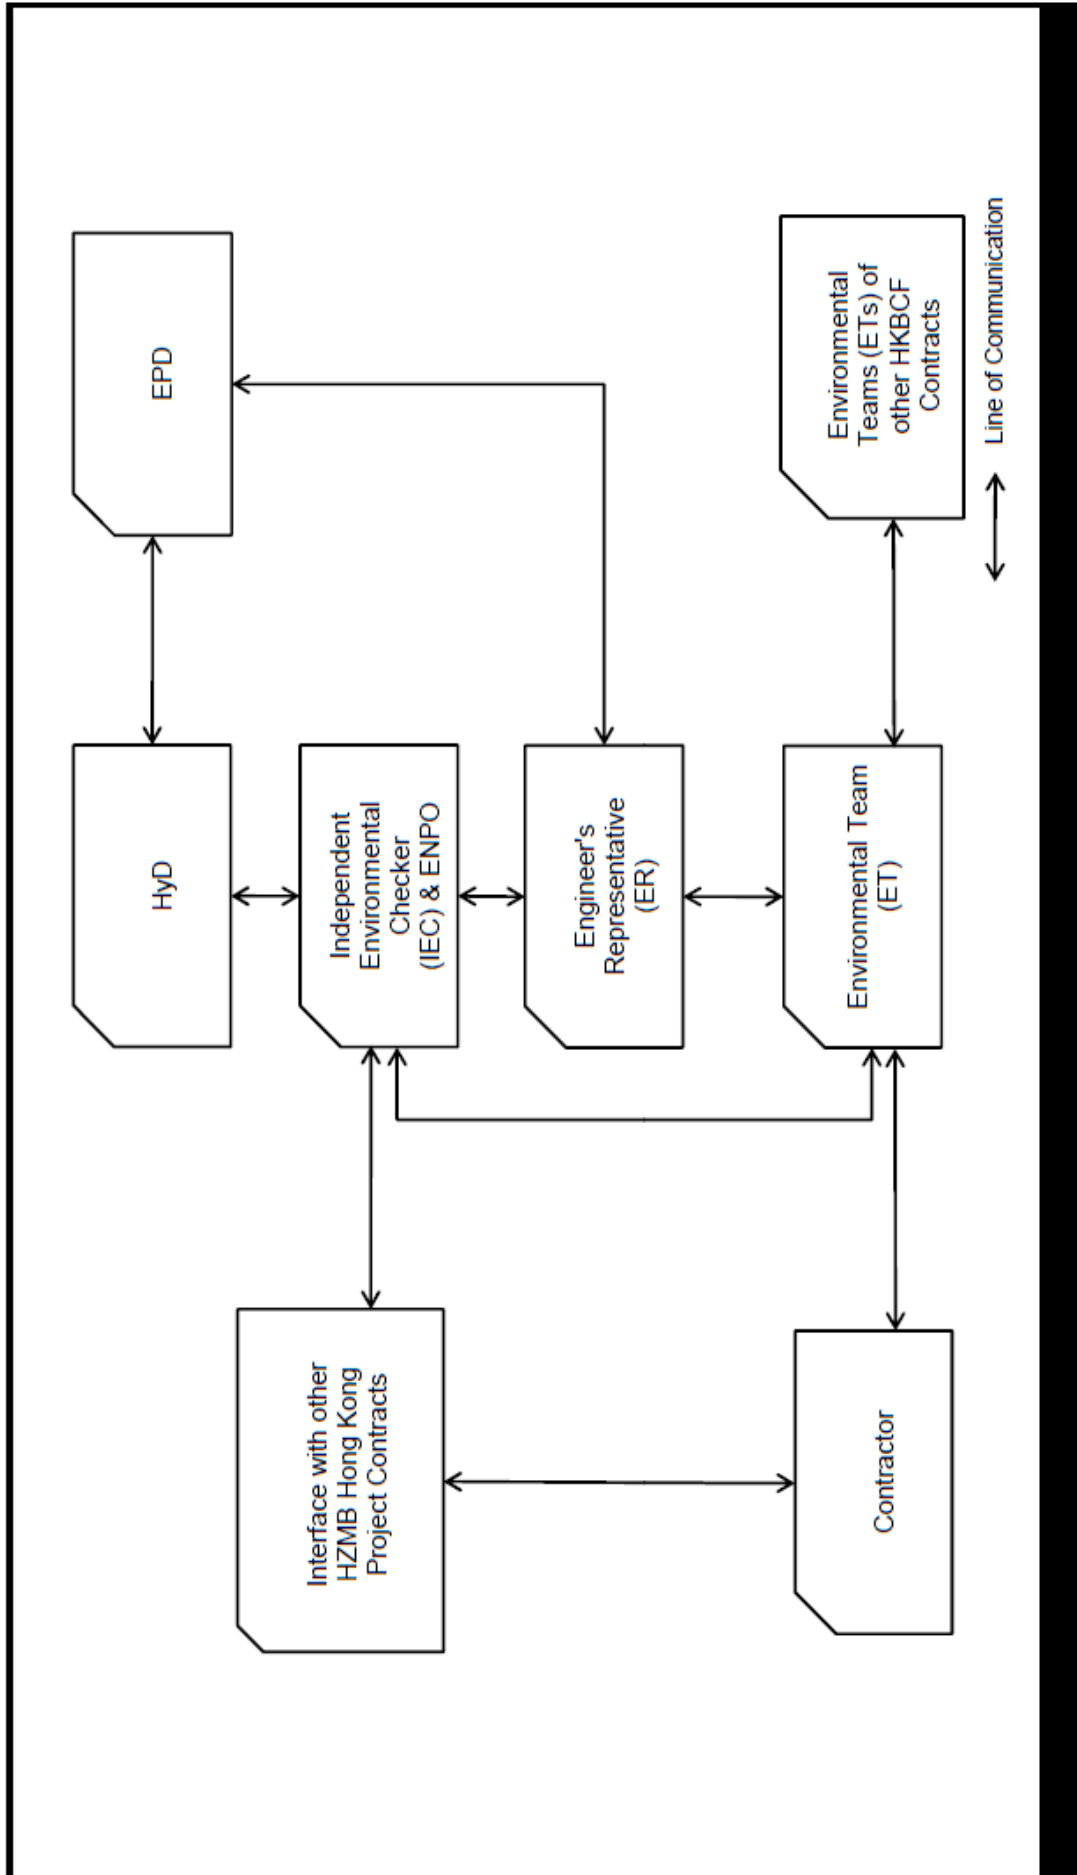 HyD
EPD
Interface with other
HZMB Hong Kong
Project Contracts
Independent
Environmental
Checker
(IEC) & ENPO
Engineer's
Representative
(ER)
Contractor
Environmental Team
(ET)
Environmental
Teams (ETs) of
other HKBCF
Contracts
Line of Communication